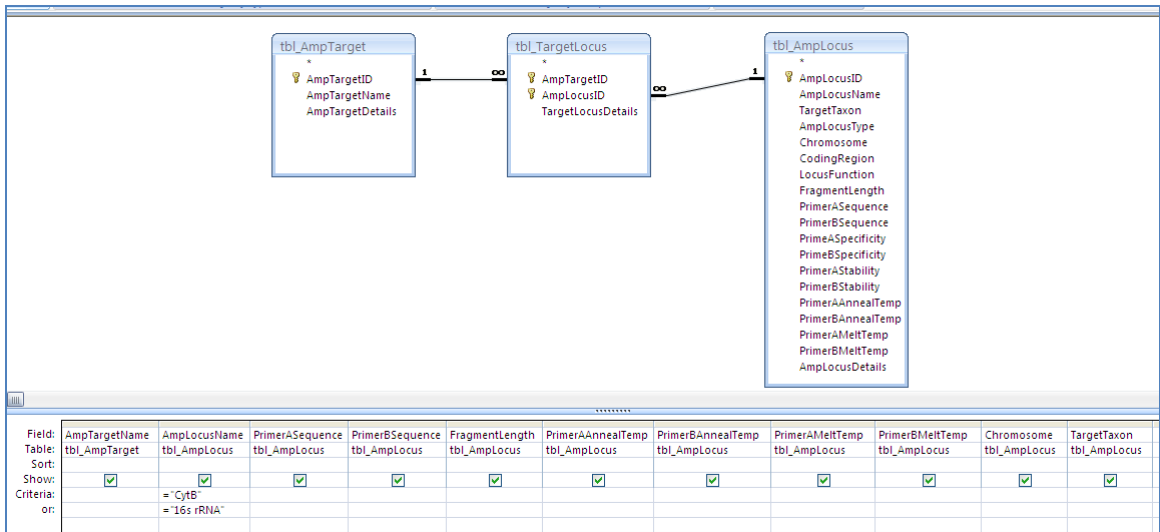 tbl_AmpTarget
*
AmpTargetID
AmpTargetName
AmpTargetDetails
1
∞
tbl_TargetLocus
*
AmpTargetID
AmpLocusID
TargetLocusDetails
∞
1
tbl_AmpLocus
*
AmpLocusID
AmpLocusName
TargetTaxon
AmpLocusType
Chromosome
CodingRegion
LocusFunction
FragmentLength
PrimerASequence
PrimerBSequence
PrimeASpecificity
PrimeBSpecificity
PrimerAStability
PrimerBStability
PrimerAAnnealTemp
PrimerBAnnealTemp
PrimerAMeltTemp
PrimerBMeltTemp
AmpLocusDetails
Field: AmpTargetName AmpLocusName PrimerASequence PrimerBSequence FragmentLength PrimerAAnnealTemp PrimerBAnnealTemp PrimerAMeltTemp PrimerBMeltTemp Chromosome TargetTaxon
Table: tbl_AmpTarget tbl_AmpLocus tbl_AmpLocus tbl_AmpLocus tbl_AmpLocus tbl_AmpLocus tbl_AmpLocus tbl_AmpLocus tbl_AmpLocus tbl_AmpLocus tbl_AmpLocus
Sort:
Show:
Criteria: ="CytB"
or: ="16s rRNA"